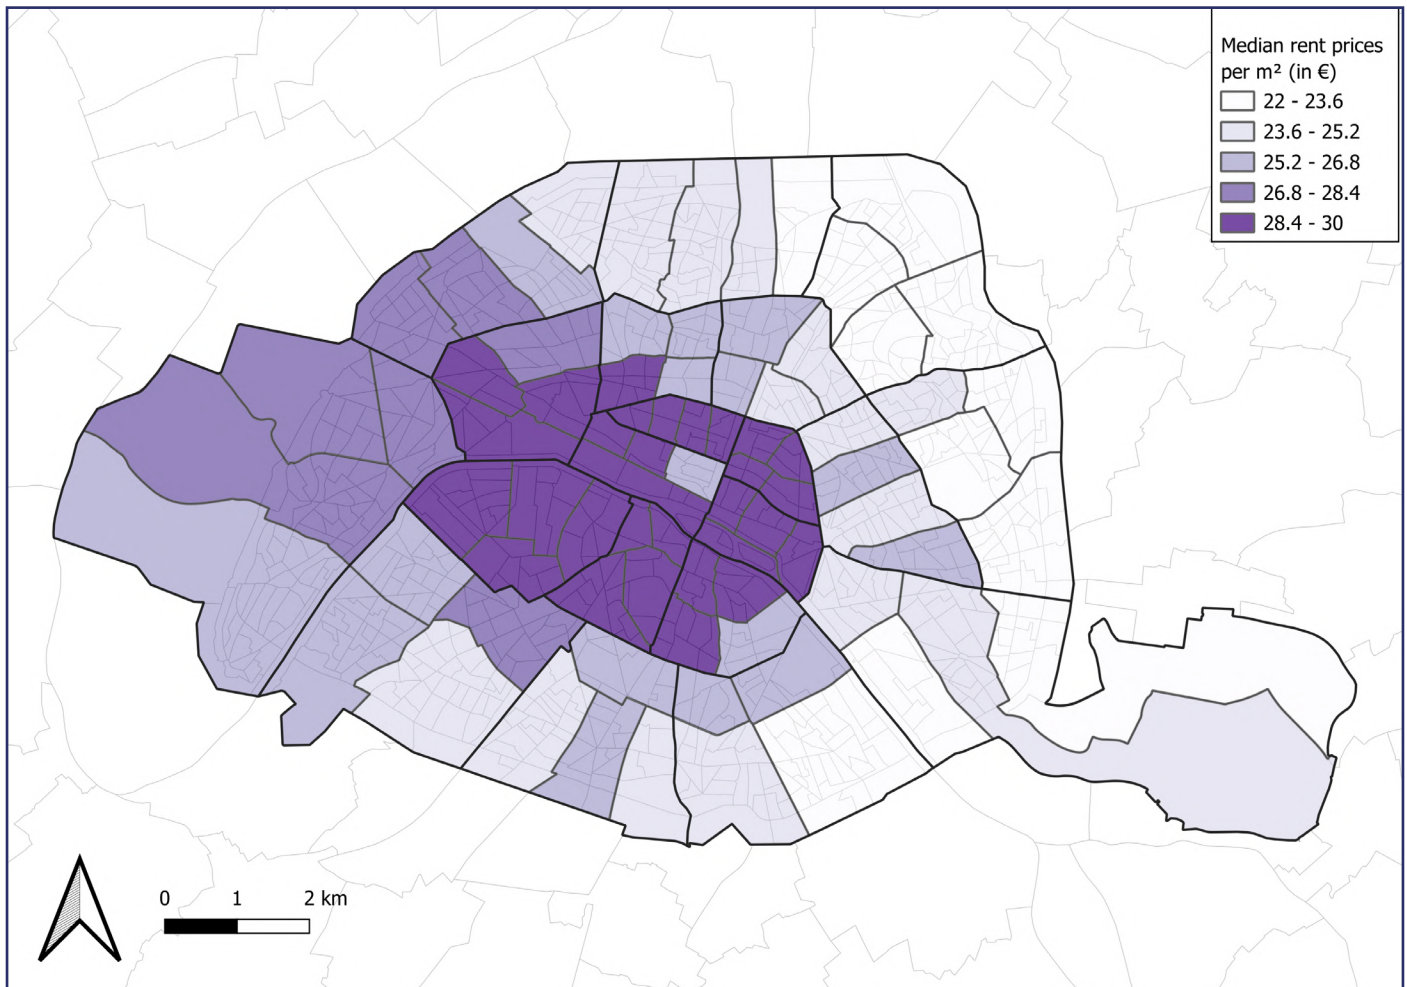 Median rent prices
per m² (in €)
22 - 23.6
23.6 - 25.2
25.2 - 26.8
26.8 - 28.4
28.4 - 30
0 1 2 km